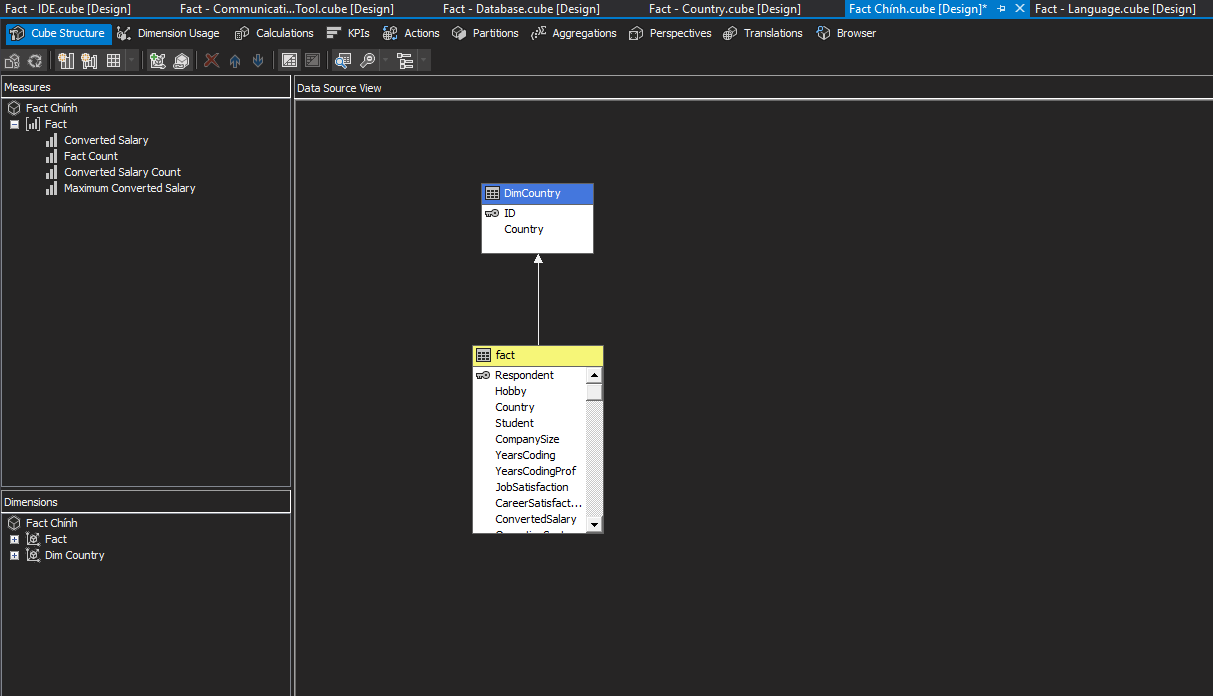 Fact - IDE.cube [Design]
Fact - Communicati...Tool.cube [Design]
Fact - Database.cube [Design]
Fact - Country.cube [Design]
Fact Chính.cube [Design]*
Fact - Language.cube [Design]
Cube Structure
Dimension Usage
Calculations
KPIs
Actions
Partitions
Aggregations
Perspectives
Translations
Browser
Measures
Fact Chính
Fact
Converted Salary
Fact Count
Converted Salary Count
Maximum Converted Salary
Dimensions
Fact Chính
Fact
Dim Country
Data Source View
DimCountry
ID
Country
fact
Respondent
Hobby
Country
Student
CompanySize
YearsCoding
YearsCodingProf
JobSatisfaction
CareerSatisfact...
ConvertedSalary